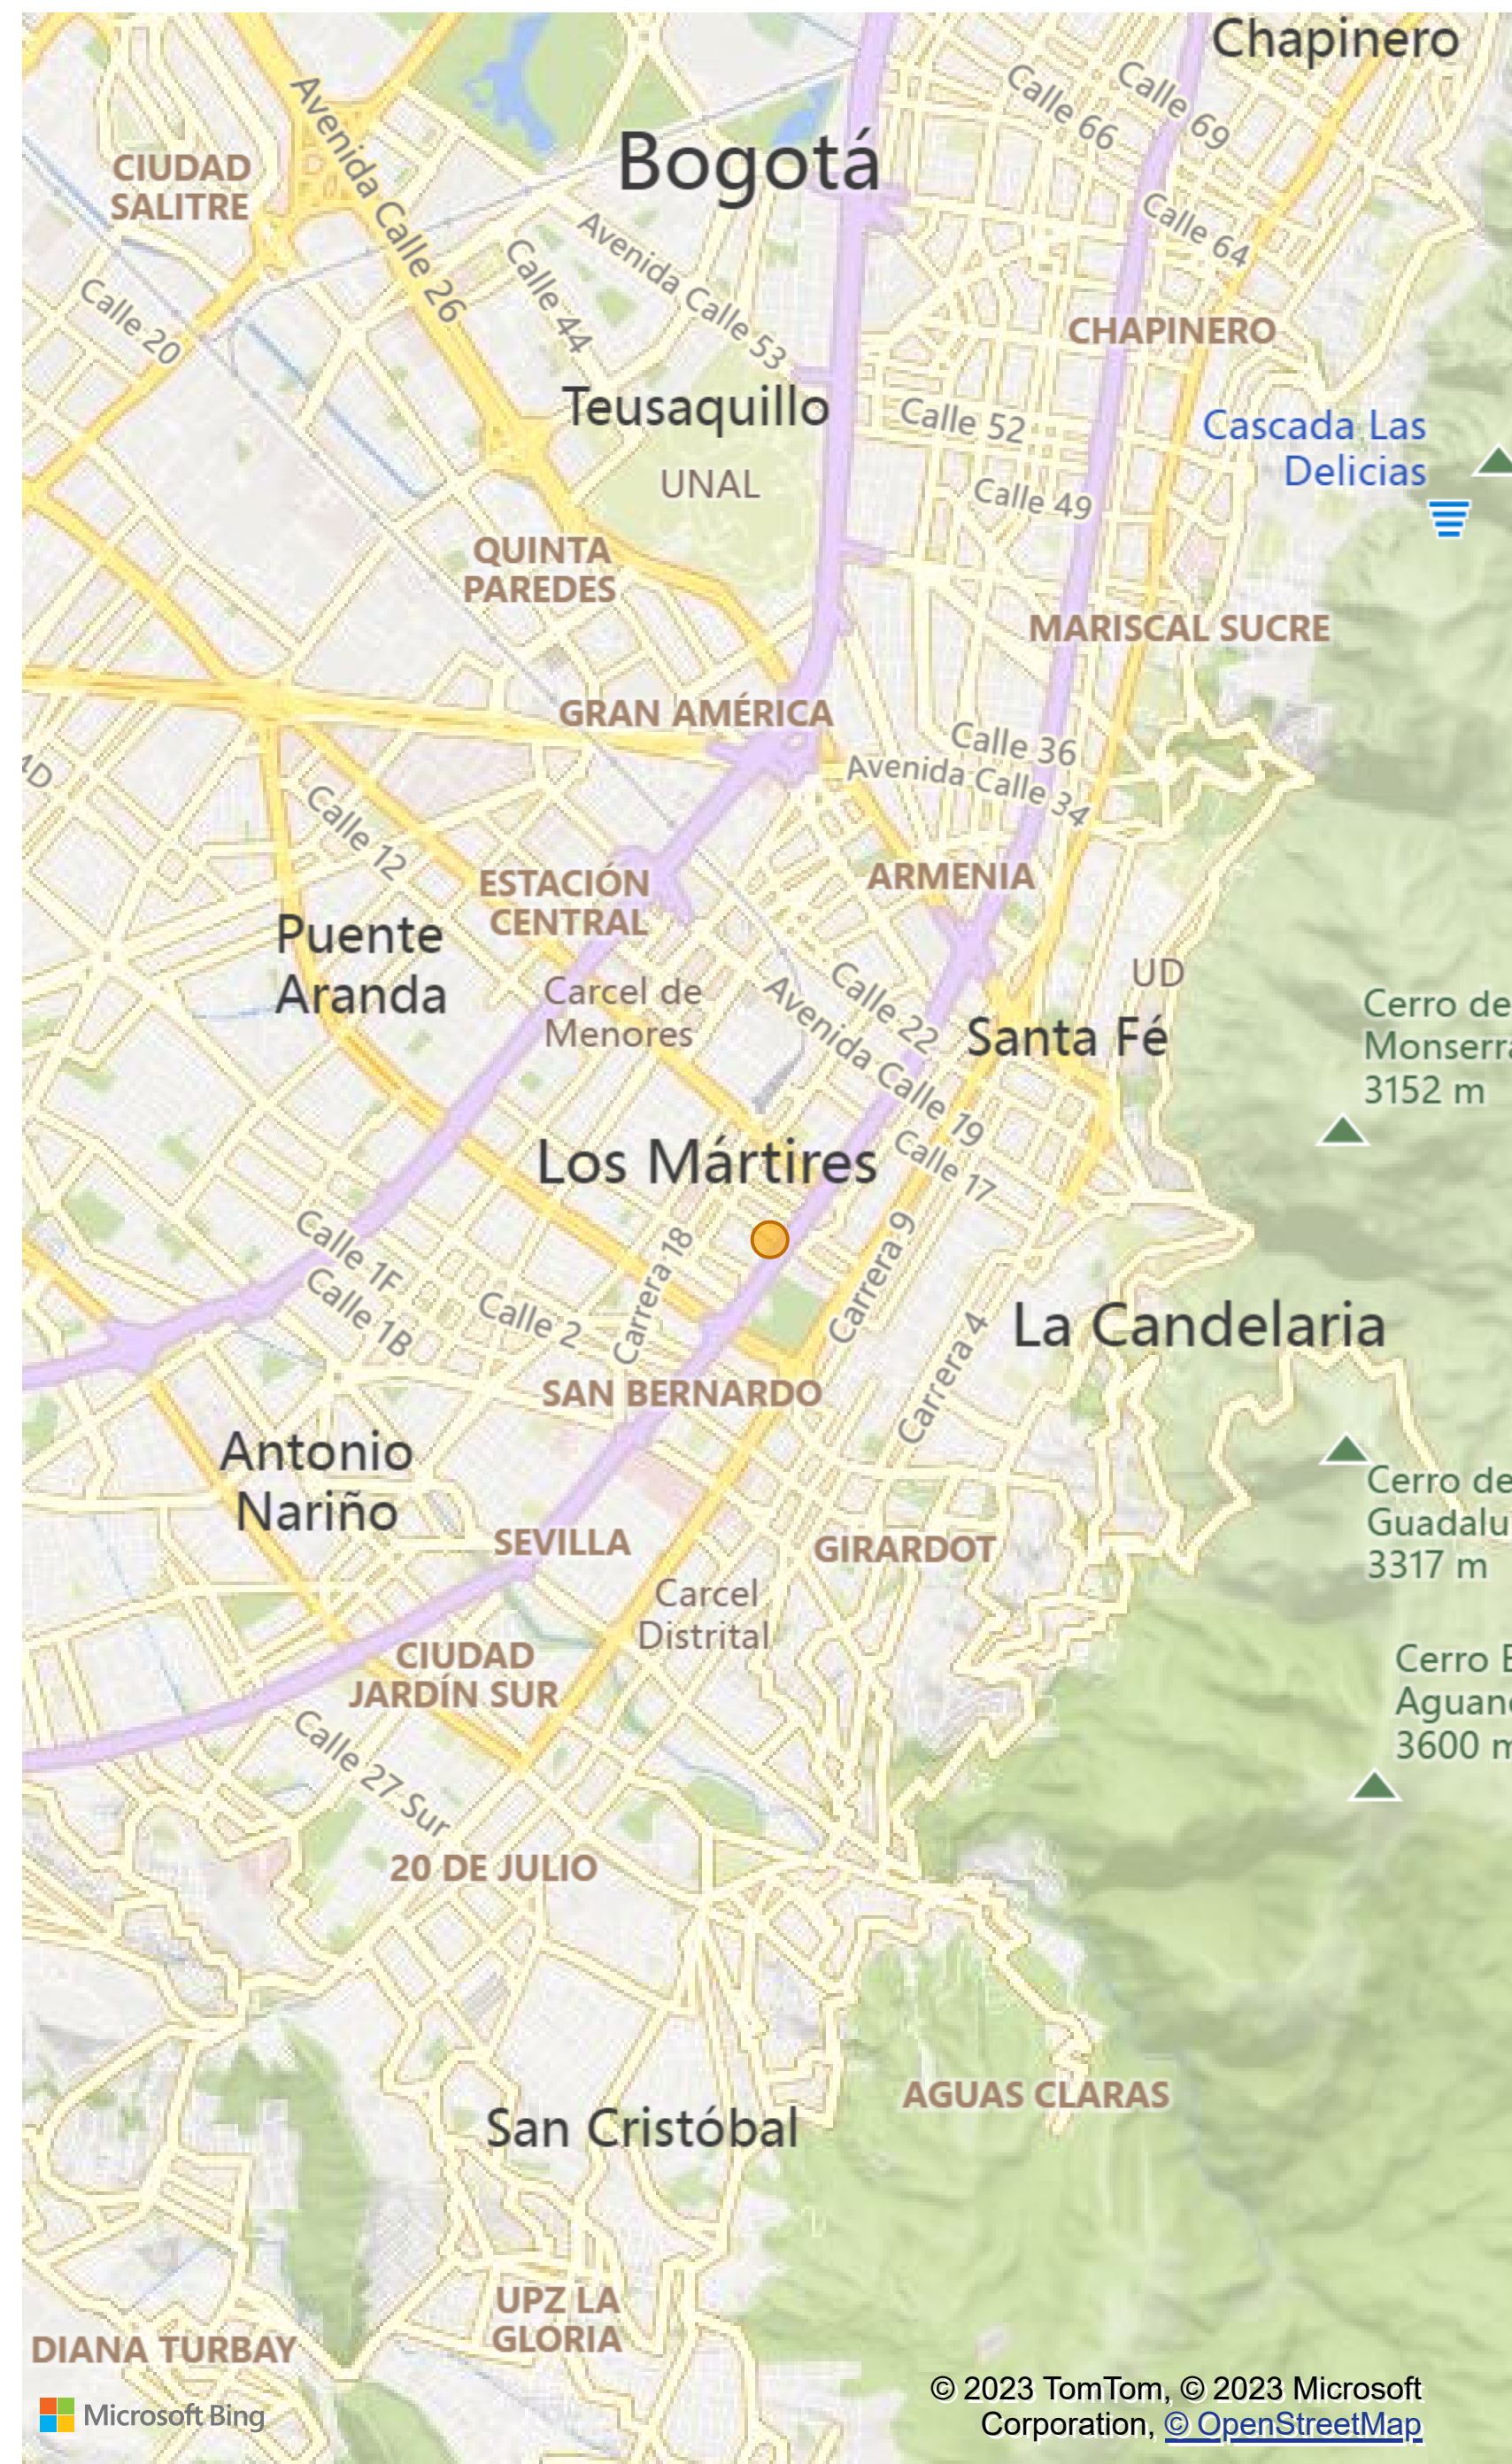 Chapinero
Calle 66
Calle 69
Bogotá
Avenida Calle 26
CIUDAD
SALITRE
Calle 64
Avenida Calle 53
Calle 44
Calle 20
CHAPINERO
Teusaquillo
Calle 52
Cascada Las
Delicias
UNAL
Calle 49
QUINTA
PAREDES
MARISCAL SUCRE
GRAN AMÉRICA
Calle 36
Avenida Calle 34
4D
Calle 12
ESTACIÓN
CENTRAL
ARMENIA
Puente
Aranda
Carcel de
Menores
Calle 22
Avenida Calle 19
UD
Santa Fé
Cerro de
Monserra
3152 m
Los Mártires
Calle 17
Carrera 9
Carrera 18
Calle 1F
Calle 1B
Calle 2
Carrera 4
La Candelaria
SAN BERNARDO
Antonio
Nariño
Cerro de
Guadalu
3317 m
SEVILLA
GIRARDOT
Carcel
Distrital
CIUDAD
JARDÍN SUR
Cerro E
Aguan
3600 m
Calle 27 Sur
20 DE JULIO
AGUAS CLARAS
San Cristóbal
UPZ LA
GLORIA
DIANA TURBAY
Microsoft Bing
© 2023 TomTom, © 2023 Microsoft
Corporation, © OpenStreetMap